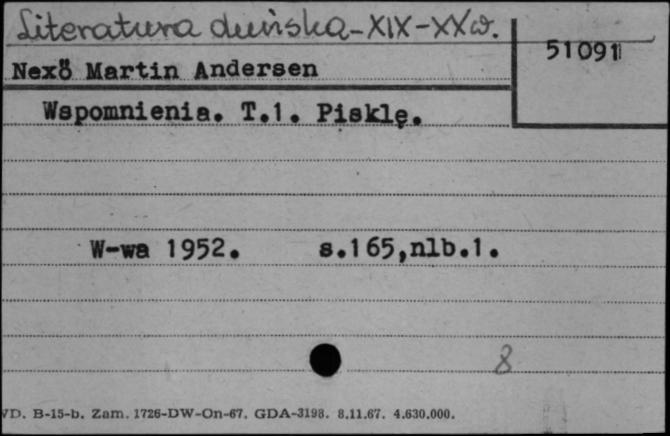 Literatura duńska-XIX-XXw.
51091
Nexö Martin Andersen
Wspomnienia. T.1. Pisklę.
W-wa 1952. s.165,nlb.1.
8
VD. B-15-b. Zam. 1726-DW-On-67. GDA-3198. 8.11.67. 4.630.000.